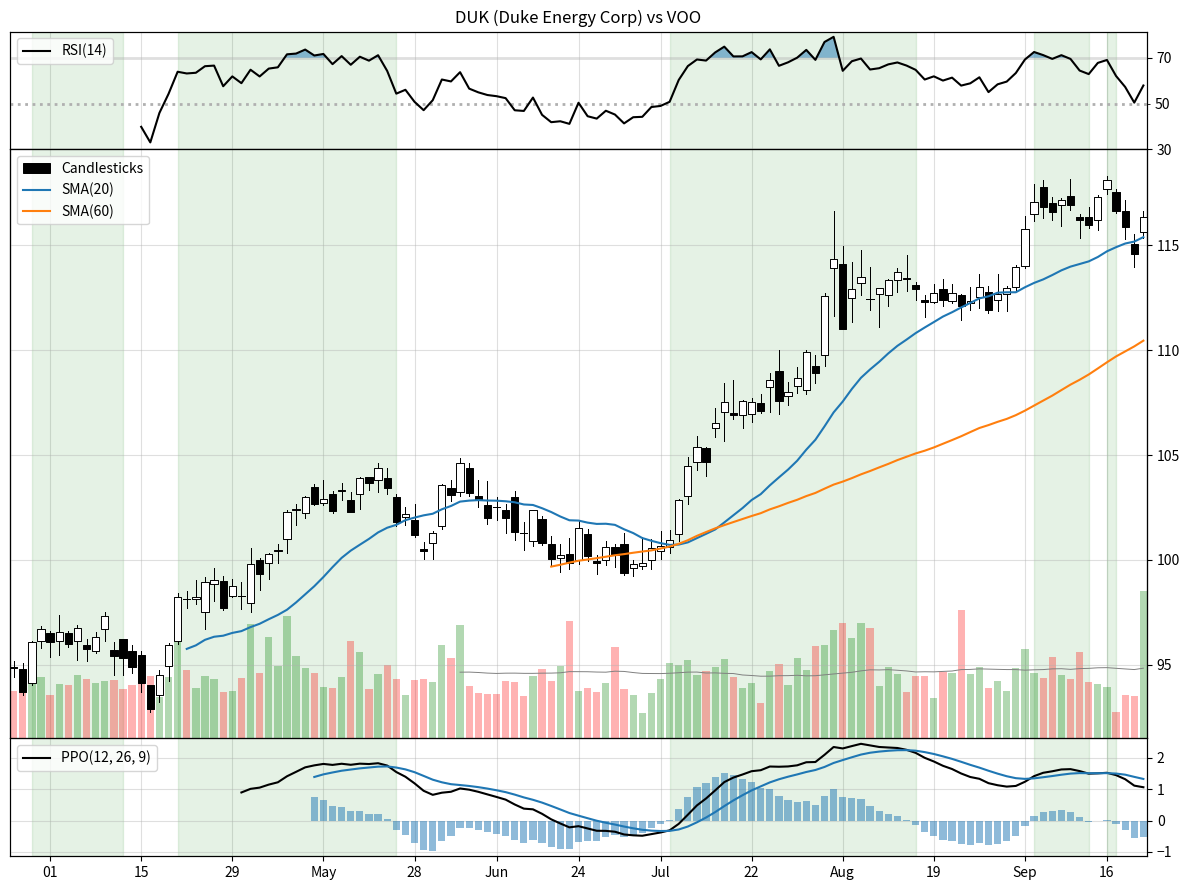 DUK (Duke Energy Corp) vs VOO
RSI(14)
70
50
30
Candlesticks
SMA(20)
SMA(60)
115
110
105
100
95
PPO(12, 26, 9)
2
1
0
−1
01 15 29 May 28 Jun 24 Jul 22 Aug 19 Sep 16